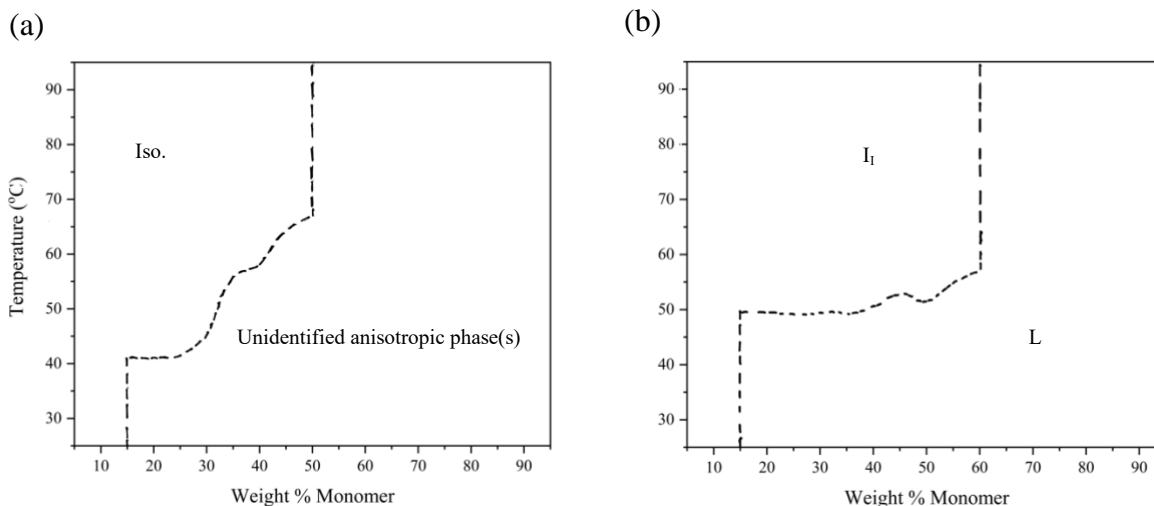 (a)
90
80
70
60
50
40
30
Temperature (°C)
Iso.
Unidentified anisotropic phase(s)
10 20 30 40 50 60 70 80 90
Weight % Monomer
(b)
90
80
70
60
50
40
30
I_I
L
10 20 30 40 50 60 70 80 90
Weight % Monomer